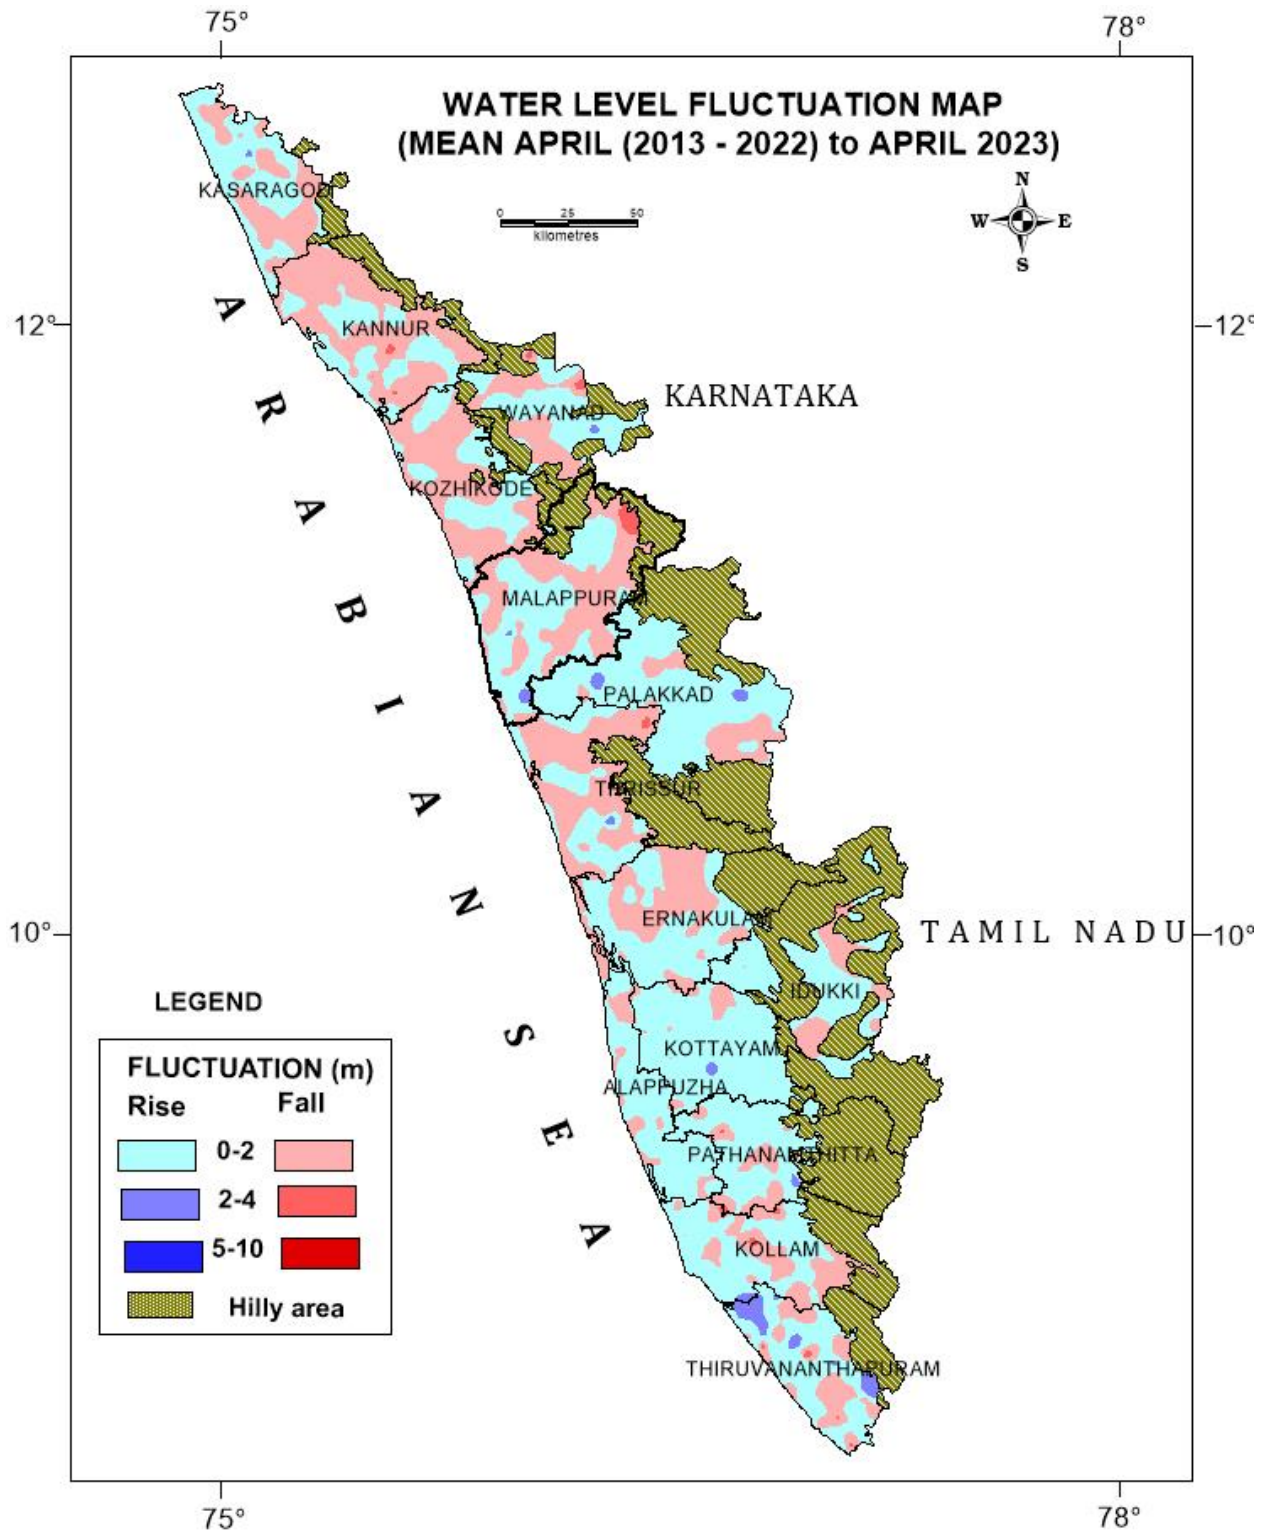 75°
78°
WATER LEVEL FLUCTUATION MAP
(MEAN APRIL (2013 - 2022) to APRIL 2023)
N
W E
S
0 25 50
kilometres
KASARAGOD
12°
KANNUR
12°
KARNATAKA
WAYANAD
KOZHIKODE
MALAPPURAM
PALAKKAD
THRISSUR
ERNAKULAM
10°
TAMIL NADU
10°
IDUKKI
KOTTAYAM
ALAPPUZHA
PATHANAMTHITTA
KOLLAM
THIRUVANANTHAPURAM
ARABIAN SEA
LEGEND
FLUCTUATION (m)
Rise Fall
0-2
2-4
5-10
Hilly area
75°
78°